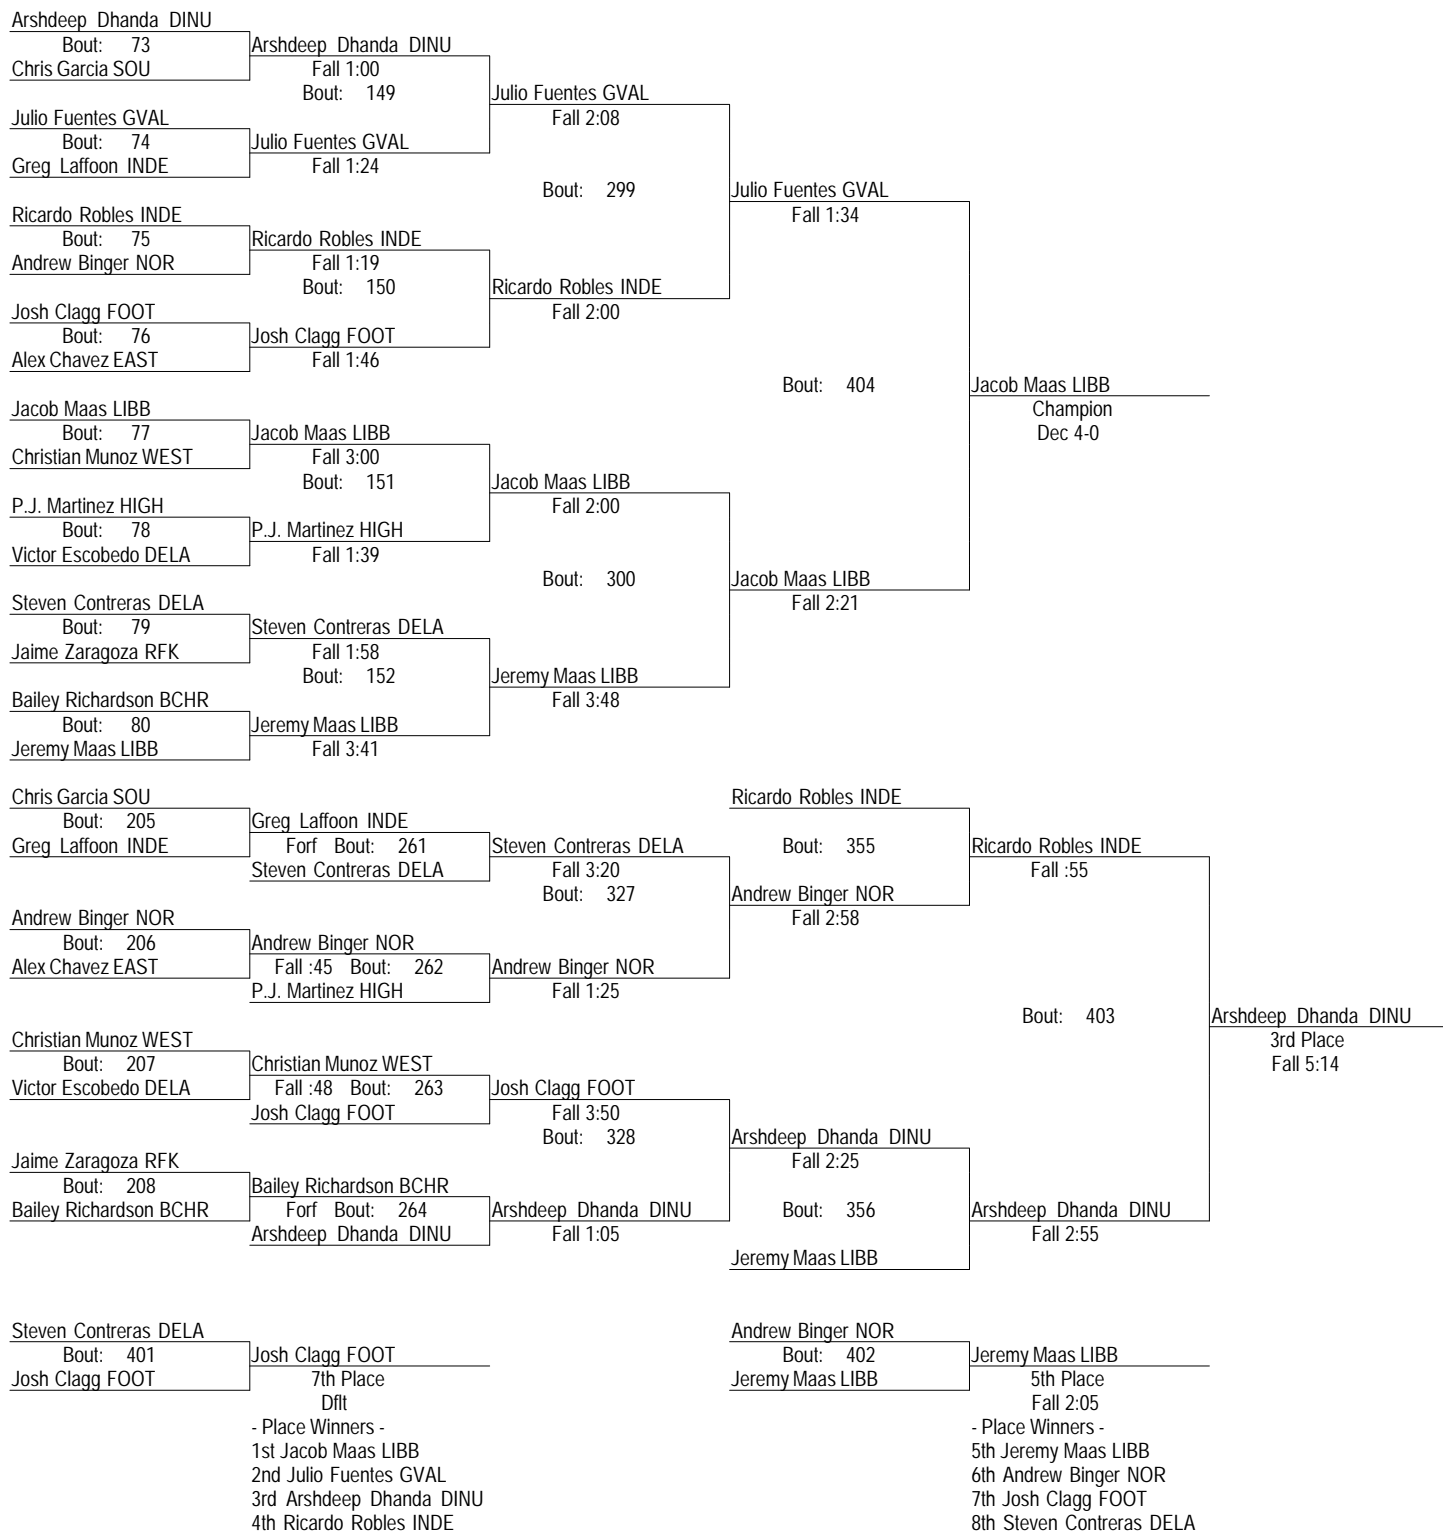 Arshdeep Dhanda DINU
Bout: 73
Arshdeep Dhanda DINU
Chris Garcia SOU
Fall 1:00
Bout: 149
Julio Fuentes GVAL
Julio Fuentes GVAL
Fall 2:08
Bout: 74
Julio Fuentes GVAL
Greg Laffoon INDE
Fall 1:24
Bout: 299
Julio Fuentes GVAL
Ricardo Robles INDE
Fall 1:34
Bout: 75
Ricardo Robles INDE
Andrew Binger NOR
Fall 1:19
Bout: 150
Ricardo Robles INDE
Josh Clagg FOOT
Fall 2:00
Bout: 76
Josh Clagg FOOT
Alex Chavez EAST
Fall 1:46
Bout: 404
Jacob Maas LIBB
Jacob Maas LIBB
Champion
Bout: 77
Jacob Maas LIBB
Dec 4-0
Christian Munoz WEST
Fall 3:00
Bout: 151
Jacob Maas LIBB
P.J. Martinez HIGH
Fall 2:00
Bout: 78
P.J. Martinez HIGH
Victor Escobedo DELA
Fall 1:39
Bout: 300
Jacob Maas LIBB
Steven Contreras DELA
Fall 2:21
Bout: 79
Steven Contreras DELA
Jaime Zaragoza RFK
Fall 1:58
Bout: 152
Jeremy Maas LIBB
Bailey Richardson BCHR
Fall 3:48
Bout: 80
Jeremy Maas LIBB
Jeremy Maas LIBB
Fall 3:41
Chris Garcia SOU
Ricardo Robles INDE
Bout: 205
Greg Laffoon INDE
Greg Laffoon INDE
Forf Bout: 261
Steven Contreras DELA
Bout: 355
Ricardo Robles INDE
Steven Contreras DELA
Fall 3:20
Fall :55
Bout: 327
Andrew Binger NOR
Andrew Binger NOR
Fall 2:58
Bout: 206
Andrew Binger NOR
Alex Chavez EAST
Fall :45 Bout: 262
Andrew Binger NOR
P.J. Martinez HIGH
Fall 1:25
Bout: 403
Arshdeep Dhanda DINU
Christian Munoz WEST
3rd Place
Bout: 207
Christian Munoz WEST
Fall 5:14
Victor Escobedo DELA
Fall :48 Bout: 263
Josh Clagg FOOT
Josh Clagg FOOT
Fall 3:50
Bout: 328
Arshdeep Dhanda DINU
Jaime Zaragoza RFK
Fall 2:25
Bout: 208
Bailey Richardson BCHR
Bailey Richardson BCHR
Forf Bout: 264
Arshdeep Dhanda DINU
Bout: 356
Arshdeep Dhanda DINU
Arshdeep Dhanda DINU
Fall 1:05
Fall 2:55
Jeremy Maas LIBB
Steven Contreras DELA
Bout: 401
Josh Clagg FOOT
Josh Clagg FOOT
7th Place
Dflt
- Place Winners -
1st Jacob Maas LIBB
2nd Julio Fuentes GVAL
3rd Arshdeep Dhanda DINU
4th Ricardo Robles INDE
Andrew Binger NOR
Bout: 402
Jeremy Maas LIBB
Jeremy Maas LIBB
5th Place
Fall 2:05
- Place Winners -
5th Jeremy Maas LIBB
6th Andrew Binger NOR
7th Josh Clagg FOOT
8th Steven Contreras DELA